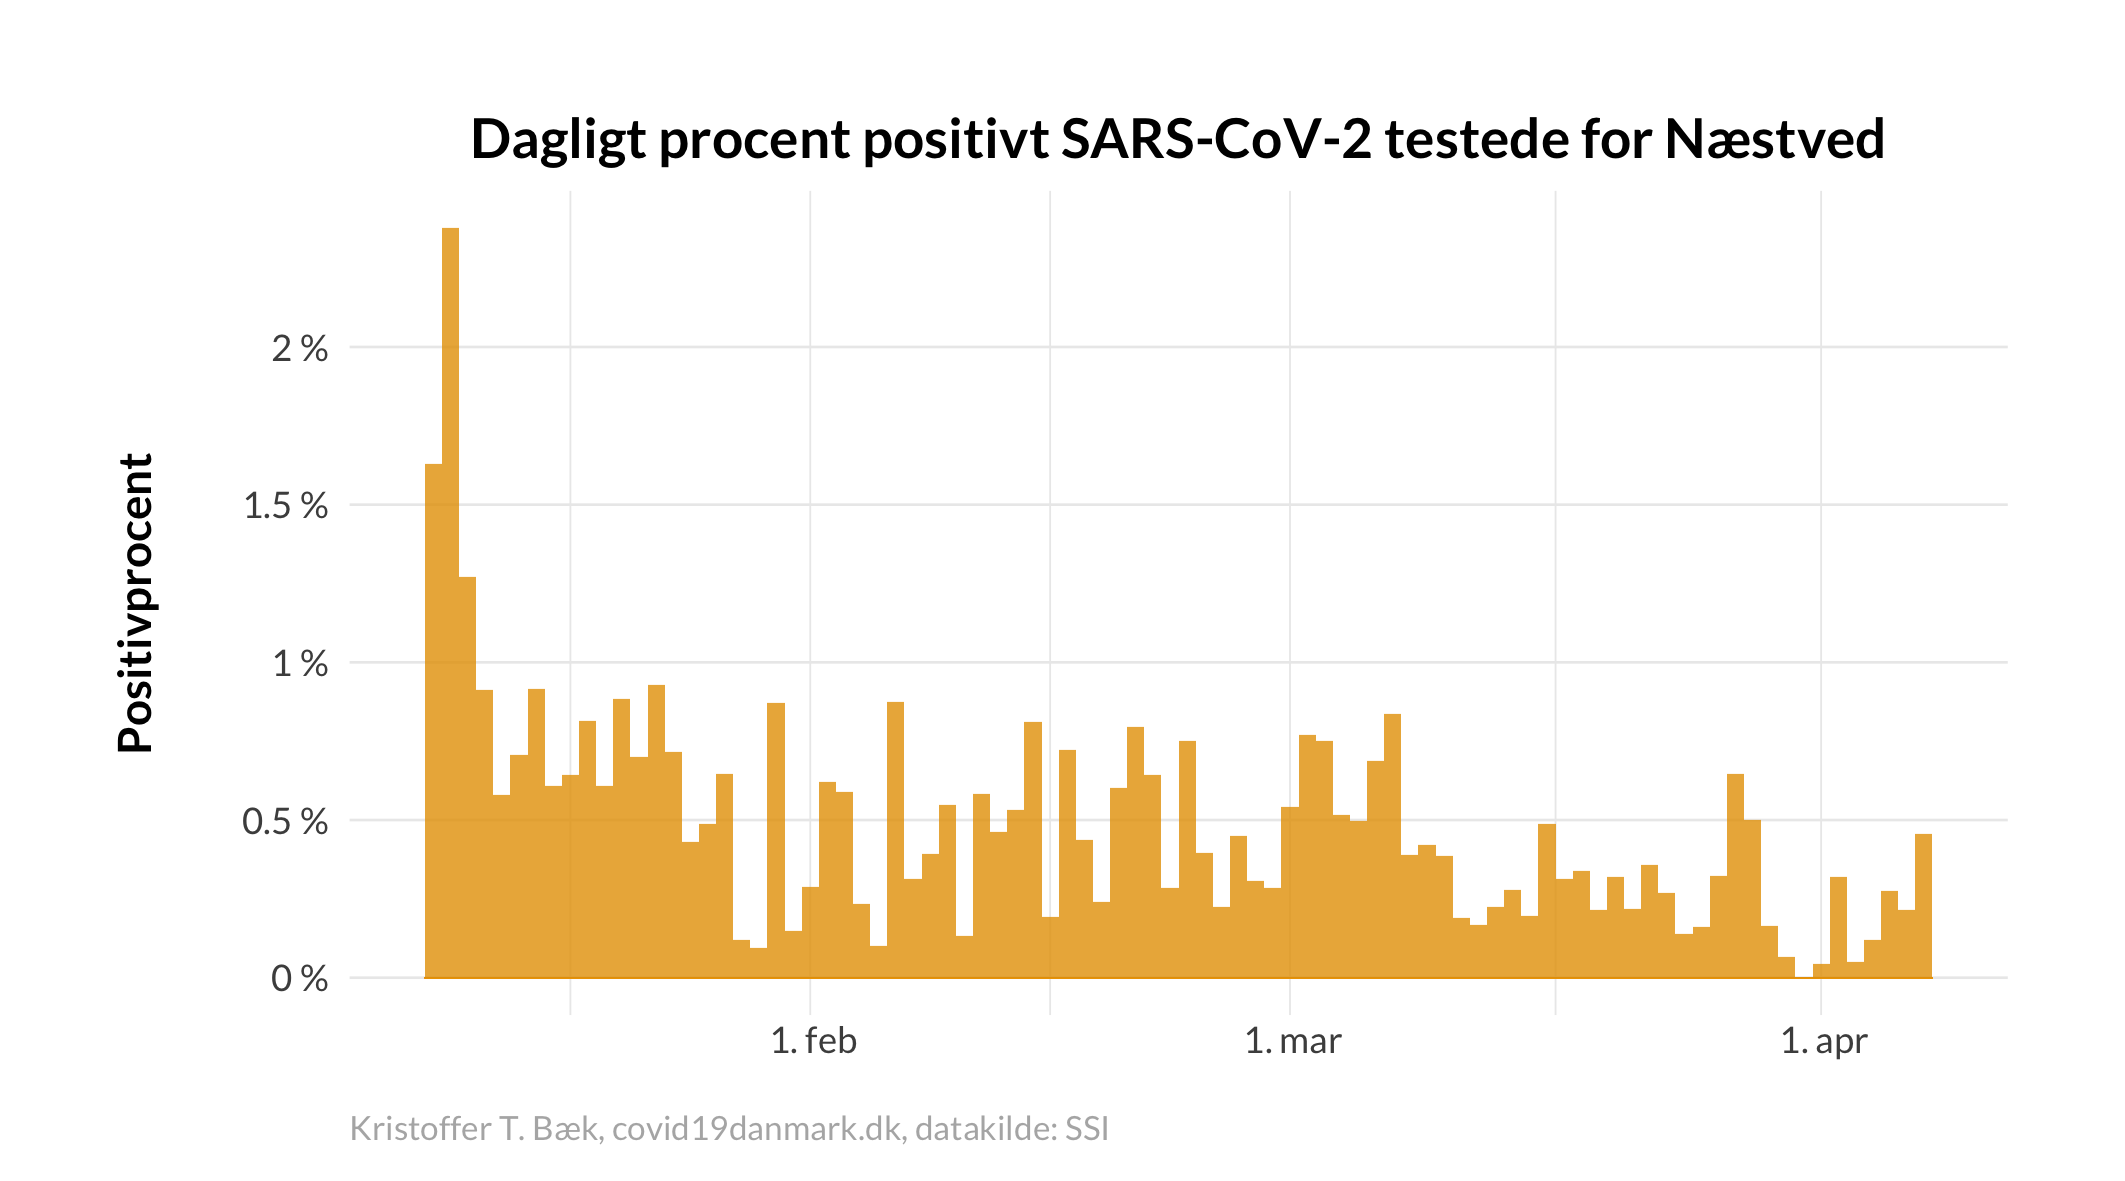 Dagligt procent positivt SARS-CoV-2 testede for Næstved
Positivprocent
2 %
1.5 %
1 %
0.5 %
0 %
1. feb
1. mar
1. apr
Kristoffer T. Bæk, covid19danmark.dk, datakilde: SSI